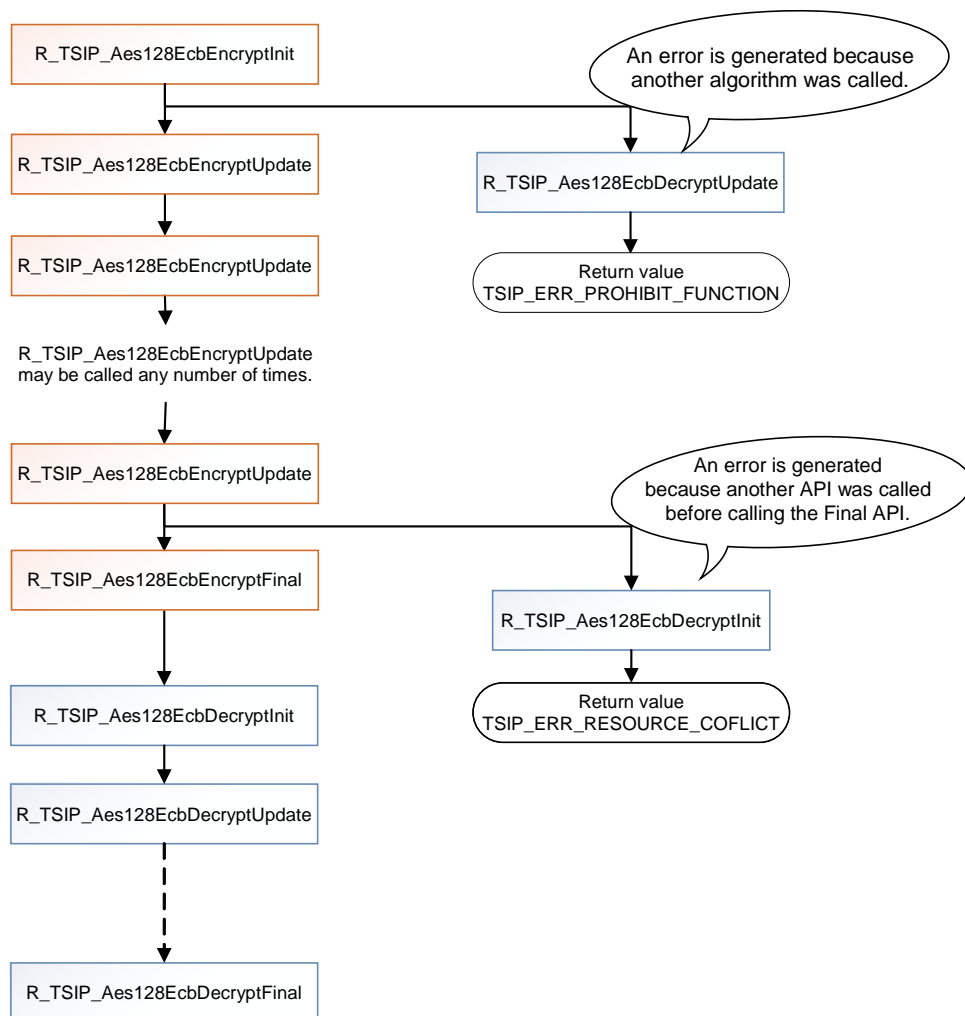 R_TSIP_Aes128EcbEncryptInit
An error is generated because
another algorithm was called.
R_TSIP_Aes128EcbEncryptUpdate
R_TSIP_Aes128EcbDecryptUpdate
R_TSIP_Aes128EcbEncryptUpdate
Return value
TSIP_ERR_PROHIBIT_FUNCTION
R_TSIP_Aes128EcbEncryptUpdate
may be called any number of times.
R_TSIP_Aes128EcbEncryptUpdate
An error is generated
because another API was called
before calling the Final API.
R_TSIP_Aes128EcbEncryptFinal
R_TSIP_Aes128EcbDecryptInit
R_TSIP_Aes128EcbDecryptInit
Return value
TSIP_ERR_RESOURCE_COFLICT
R_TSIP_Aes128EcbDecryptUpdate
R_TSIP_Aes128EcbDecryptFinal